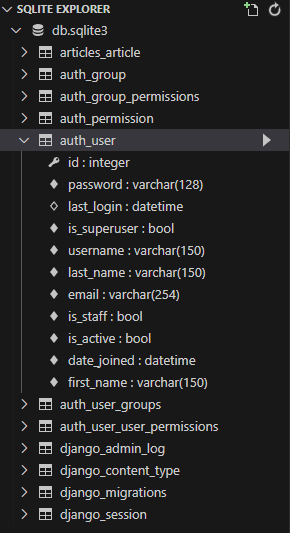 SQLITE EXPLORER
db.sqlite3
articles_article
auth_group
auth_group_permissions
auth_permission
auth_user
id : integer
password : varchar(128)
last_login : datetime
is_superuser : bool
username : varchar(150)
last_name : varchar(150)
email : varchar(254)
is_staff : bool
is_active : bool
date_joined : datetime
first_name : varchar(150)
auth_user_groups
auth_user_user_permissions
django_admin_log
django_content_type
django_migrations
django_session